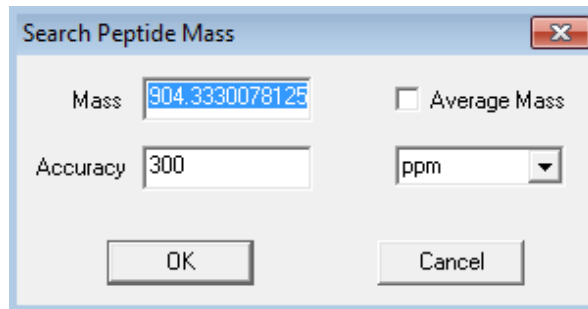 Search Peptide Mass
Mass 904.3330078125 Average Mass
Accuracy 300 ppm
OK Cancel